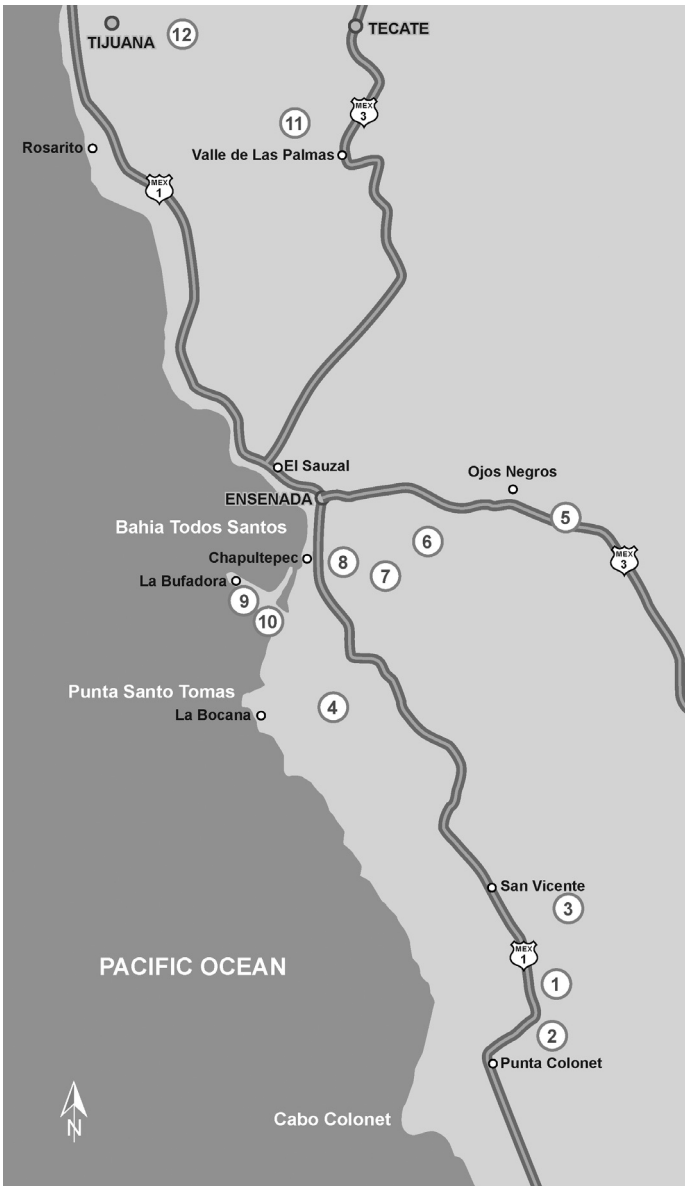 TECATE
12
TIJUANA
MEX
3
11
Rosarito
Valle de Las Palmas
MEX
1
El Sauzal
Ojos Negros
ENSENADA
5
Bahia Todos Santos
6
Chapultepec
8
MEX
3
7
La Bufadora
9
10
Punta Santo Tomas
4
La Bocana
San Vicente
3
MEX
1
PACIFIC OCEAN
1
2
Punta Colonet
Cabo Colonet
N